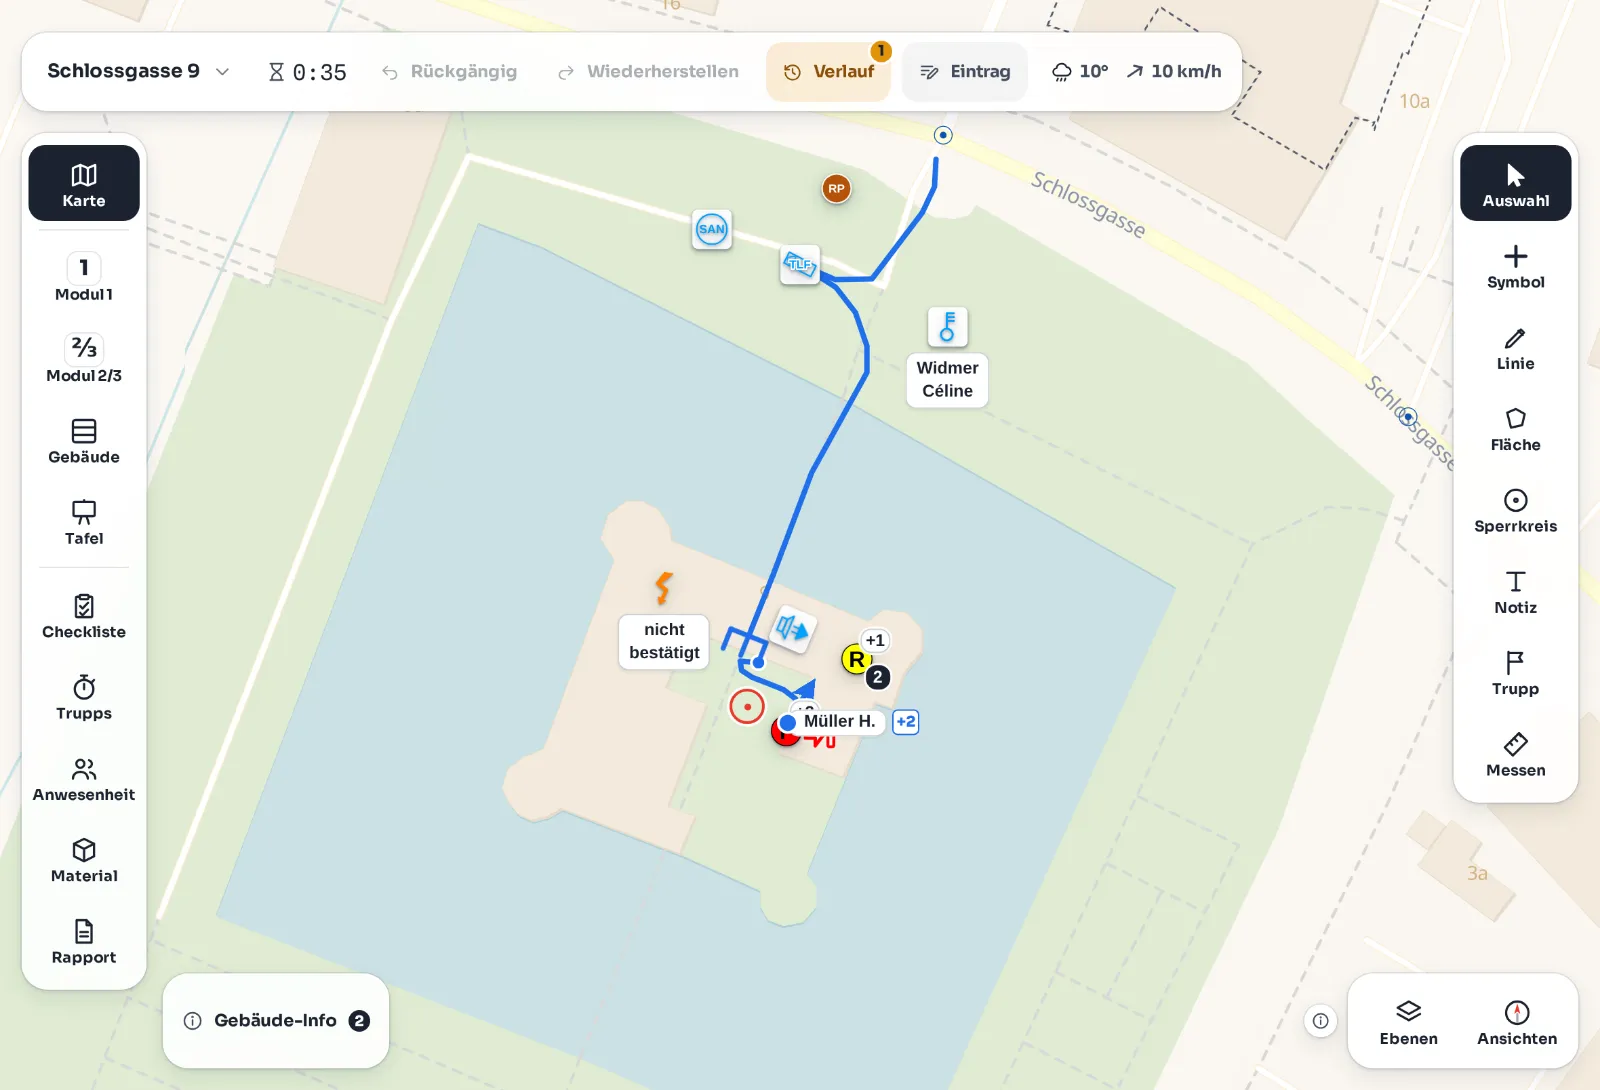 16
Schlossgasse 9
0:35
Rückgängig
Wiederherstellen
Verlauf
1
Eintrag
10°
10 km/h
10a
Karte
1
Modul 1
⅔
Modul 2/3
Gebäude
Tafel
Checkliste
Trupps
Anwesenheit
Material
Rapport
RP
SAN
TLF
Schlossgasse
Widmer
Céline
Schlossgasse
nicht
bestätigt
+1
R
2
Müller H.
+2
3a
Auswahl
Symbol
Linie
Fläche
Sperrkreis
Notiz
Trupp
Messen
Gebäude-Info
2
Ebenen
Ansichten